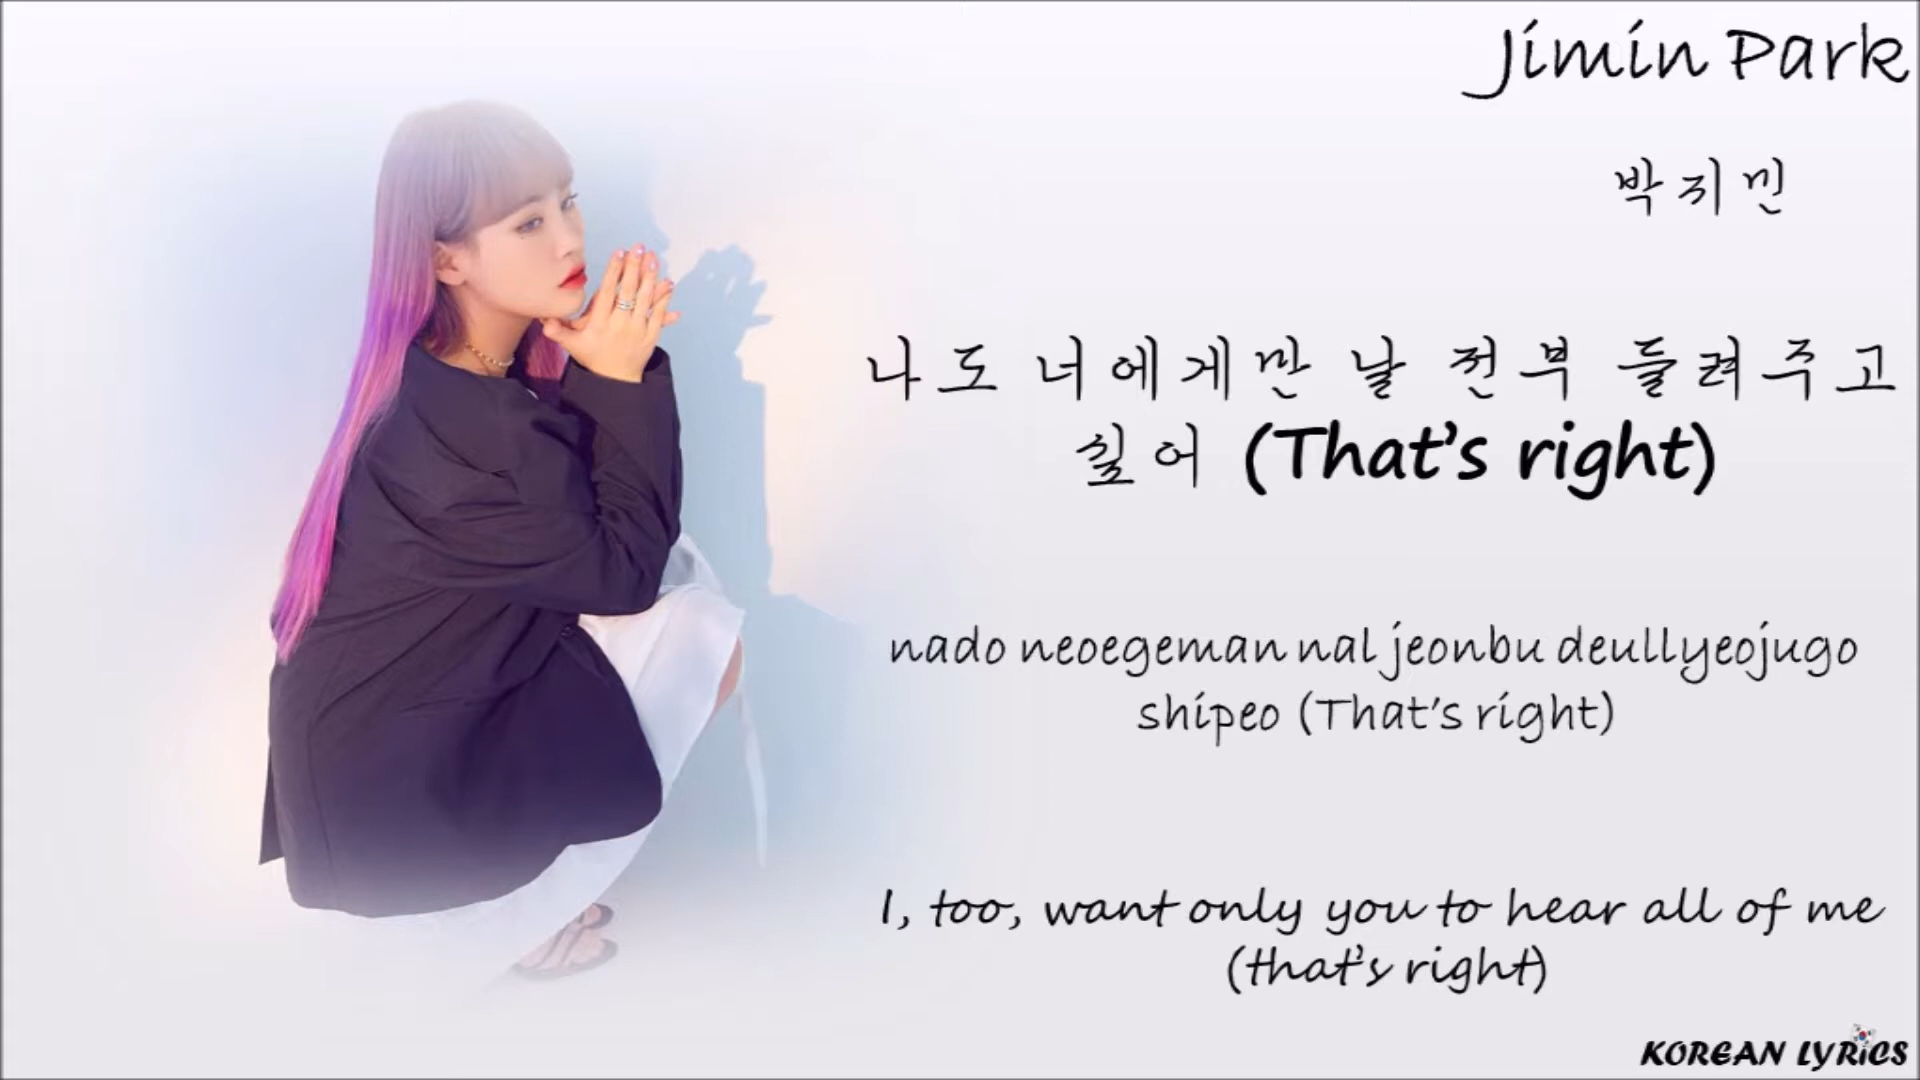 Jimin Park
박지민
나도 너에게만 날 전부 들려주고
싶어 (That's right)
nado neoegeman nal jeonbu deullyeojugo
shipeo (That's right)
I, too, want only you to hear all of me
(that's right)
KOREAN LYRiCS